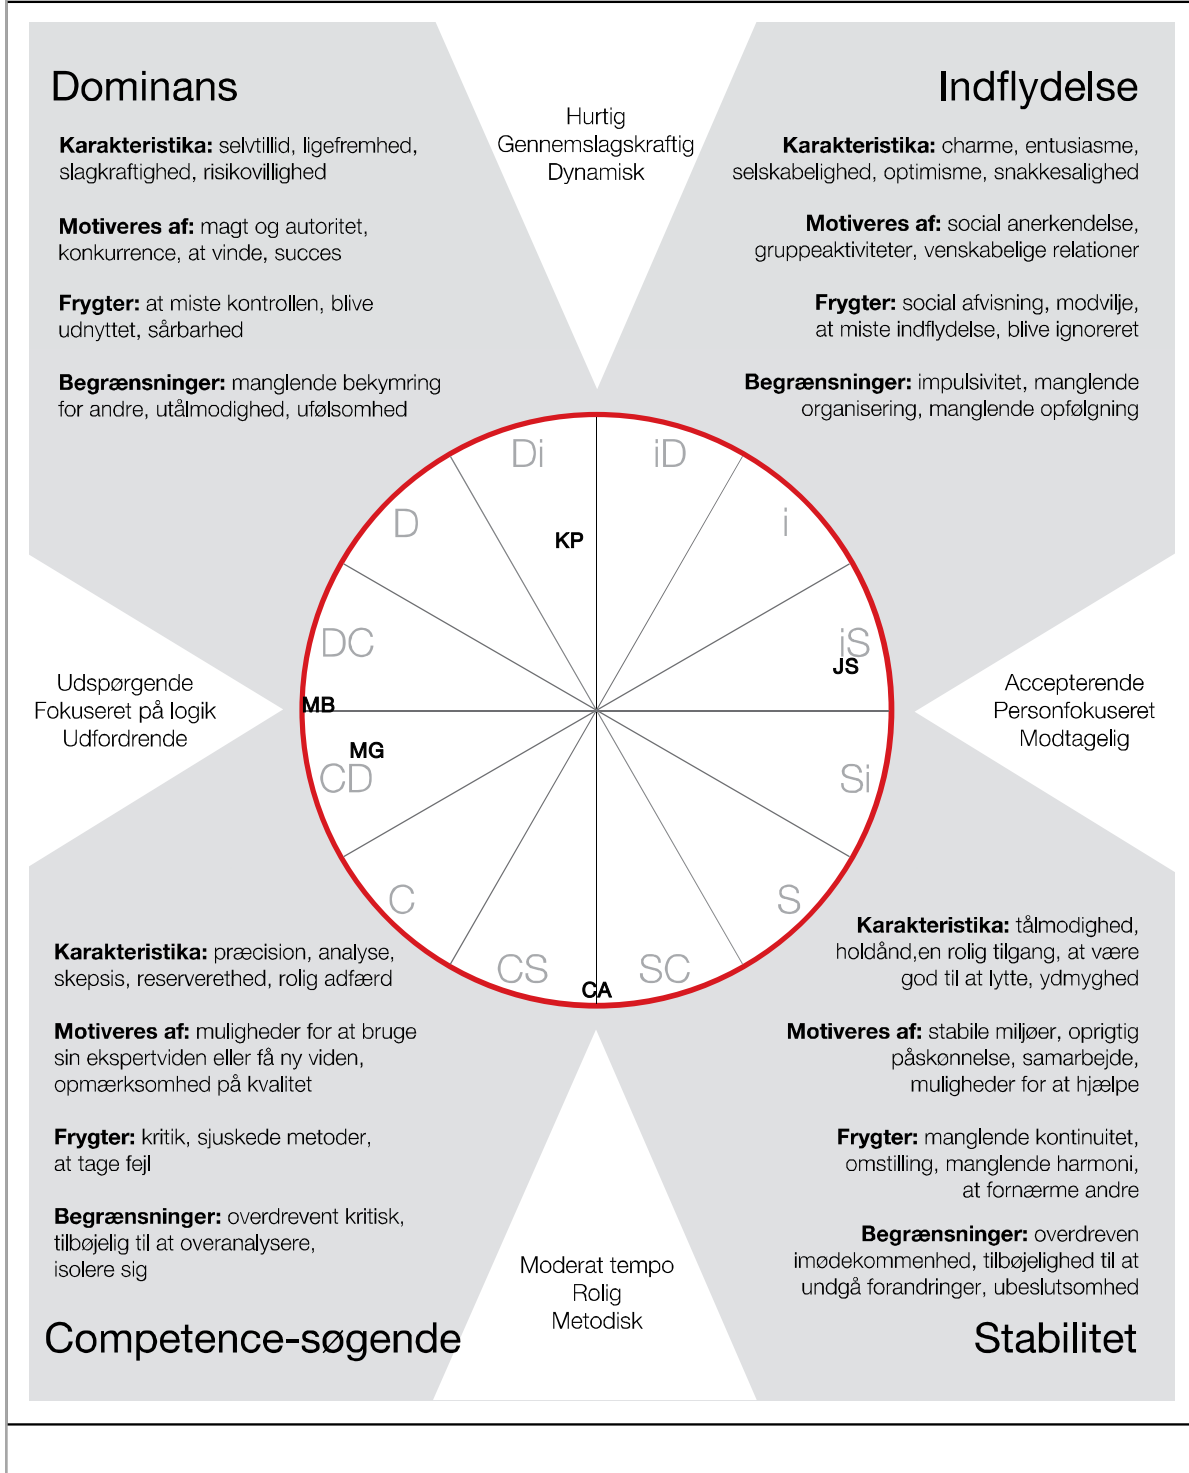 Dominans
Karakteristika: selvtillid, ligefremhed,
slagkraftighed, risikovillighed
Motiveres af: magt og autoritet,
konkurrence, at vinde, succes
Frygter: at miste kontrollen, blive
udnyttet, sårbarhed
Begrænsninger: manglende bekymring
for andre, utålmodighed, ufølsomhed
Hurtig
Gennemslagskraftig
Dynamisk
Indflydelse
Karakteristika: charme, entusiasme,
selskabelighed, optimisme, snakkesalighed
Motiveres af: social anerkendelse,
gruppeaktiviteter, venskabelige relationer
Frygter: social afvisning, modvilje,
at miste indflydelse, blive ignoreret
Begrænsninger: impulsivitet, manglende
organisering, manglende opfølgning
Di
iD
D
i
KP
DC
iS
JS
MB
MG
CD
Si
C
S
CS
SC
CA
Udspørgende
Fokuseret på logik
Udfordrende
Accepterende
Personfokuseret
Modtagelig
Karakteristika: præcision, analyse,
skepsis, reserverethed, rolig adfærd
Motiveres af: muligheder for at bruge
sin ekspertviden eller få ny viden,
opmærksomhed på kvalitet
Frygter: kritik, sjuskede metoder,
at tage fejl
Begrænsninger: overdrevent kritisk,
tilbøjelig til at overanalysere,
isolere sig
Competence-søgende
Moderat tempo
Rolig
Metodisk
Karakteristika: tålmodighed,
holdånd,en rolig tilgang, at være
god til at lytte, ydmyghed
Motiveres af: stabile miljøer, oprigtig
påskønnelse, samarbejde,
muligheder for at hjælpe
Frygter: manglende kontinuitet,
omstilling, manglende harmoni,
at fornærme andre
Begrænsninger: overdreven
imødekommenhed, tilbøjelighed til at
undgå forandringer, ubeslutsomhed
Stabilitet